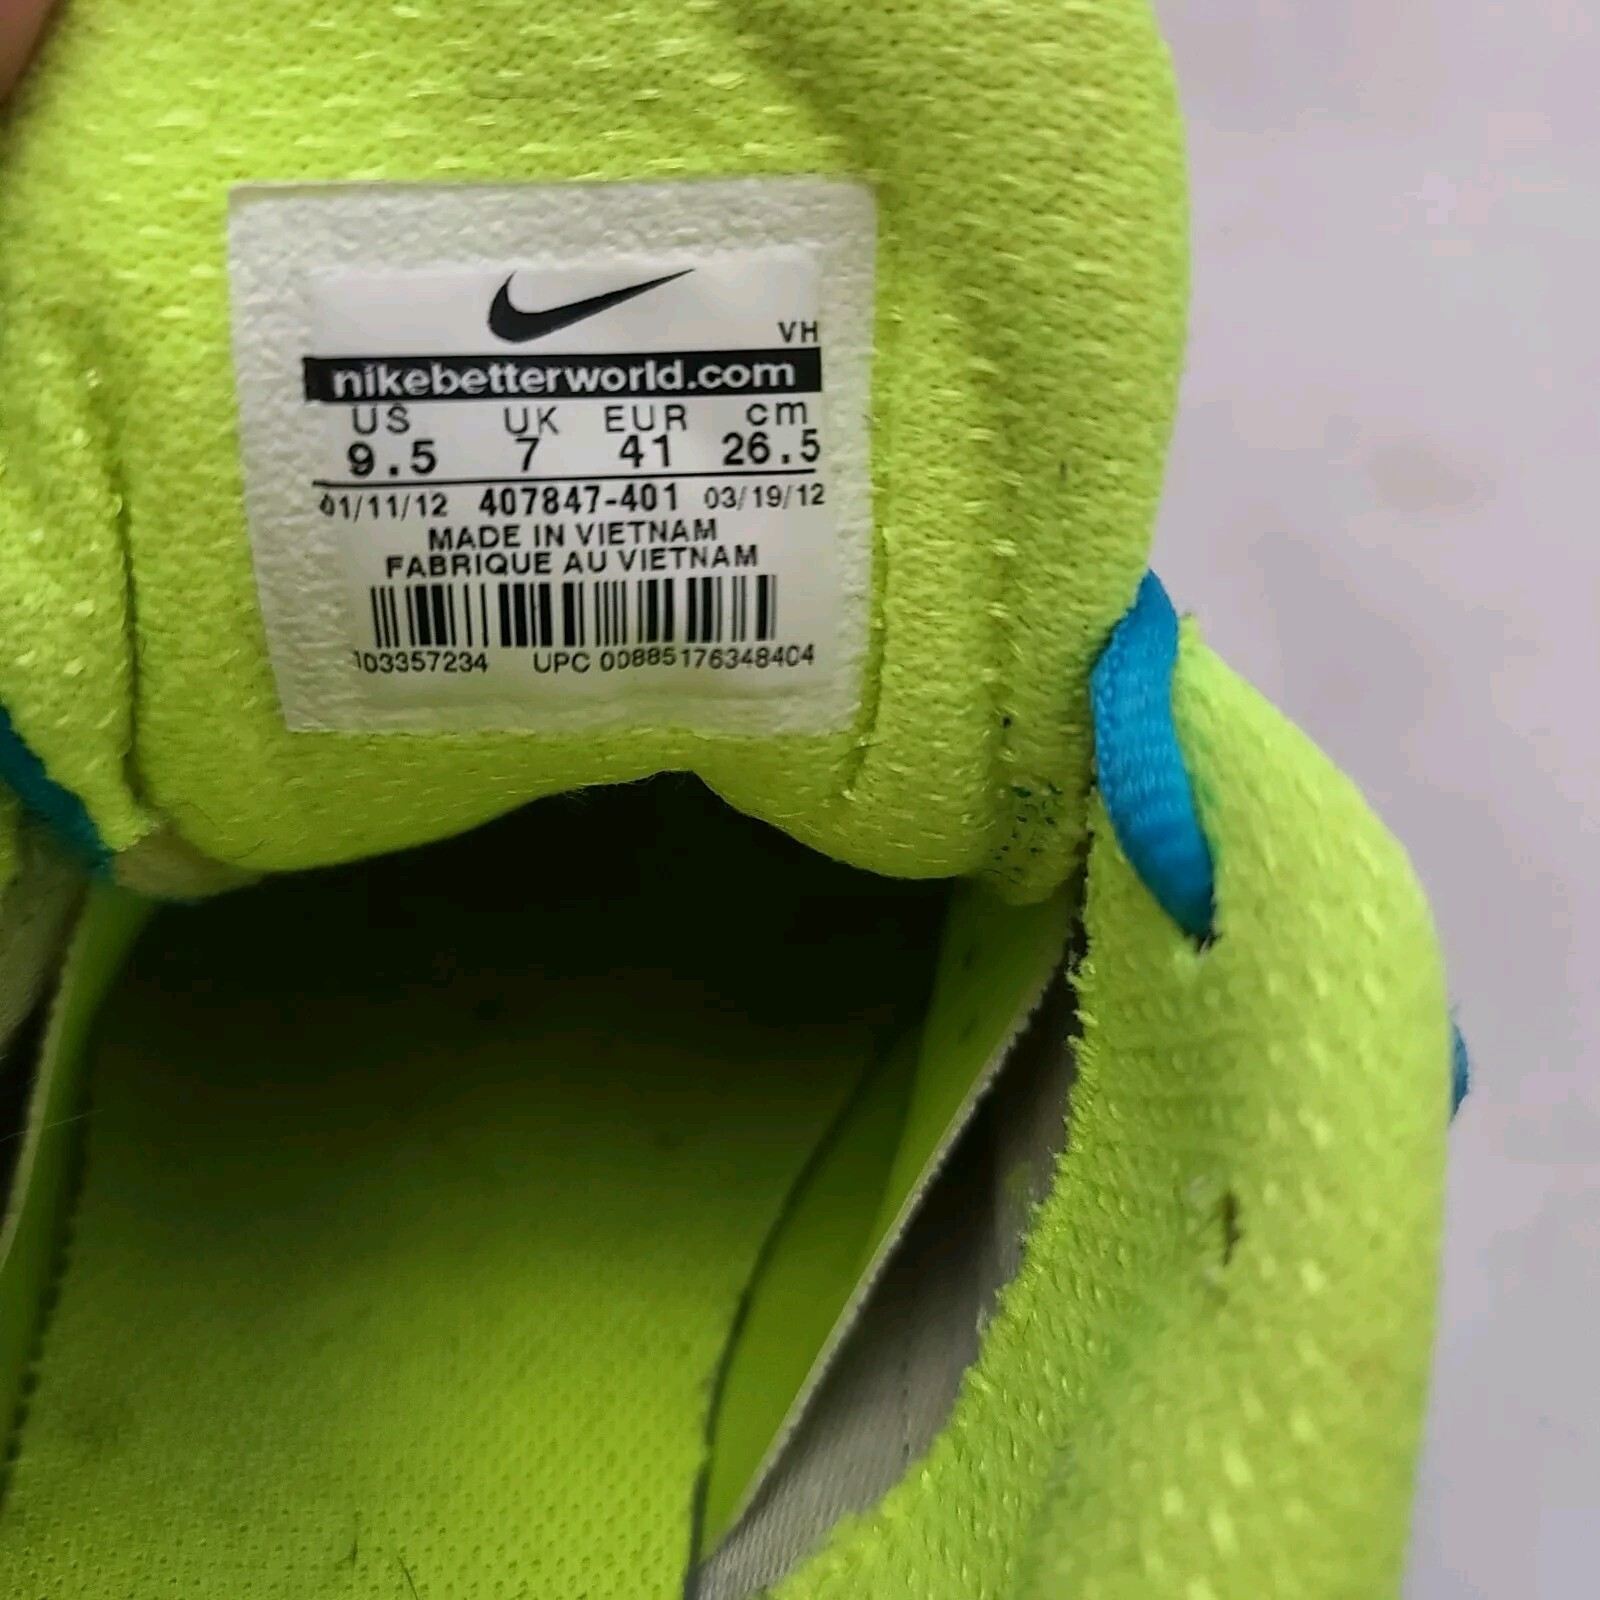 VH
nikebetterworld.com
US UK EUR cm
9.5 7 41 26.5
01/11/12 407847-401 03/19/12
MADE IN VIETNAM
FABRIQUE AU VIETNAM
103357234 UPC 00885176348404